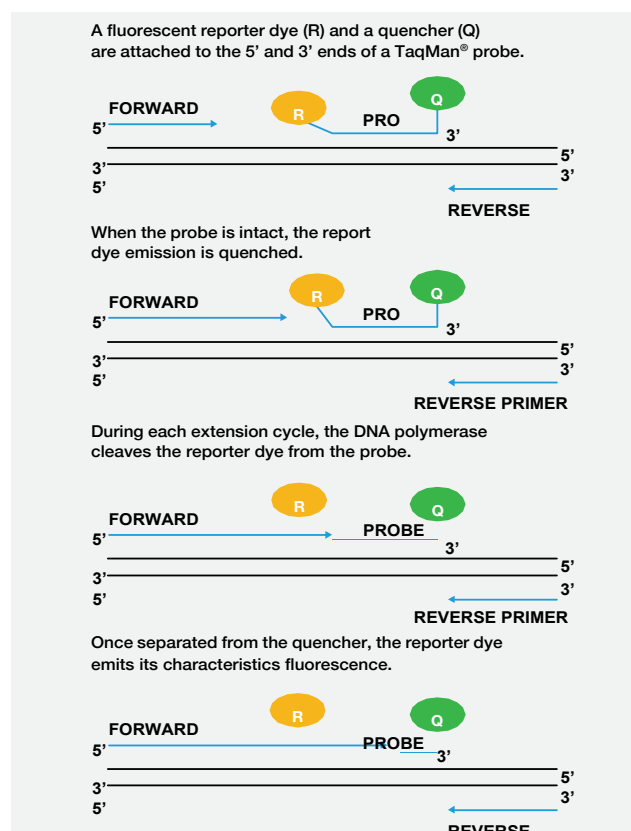 A fluorescent reporter dye (R) and a quencher (Q)
are attached to the 5’ and 3’ ends of a TaqMan® probe.
FORWARD
R
Q
PRO
5’
3’
5’
3’
3’
5’
REVERSE
When the probe is intact, the report
dye emission is quenched.
FORWARD
R
Q
PRO
5’
3’
5’
3’
3’
5’
REVERSE PRIMER
During each extension cycle, the DNA polymerase
cleaves the reporter dye from the probe.
R
Q
FORWARD
PROBE
5’
3’
5’
3’
3’
5’
REVERSE PRIMER
Once separated from the quencher, the reporter dye
emits its characteristics fluorescence.
R
Q
FORWARD
PROBE
5’
3’
5’
3’
3’
5’
REVERSE